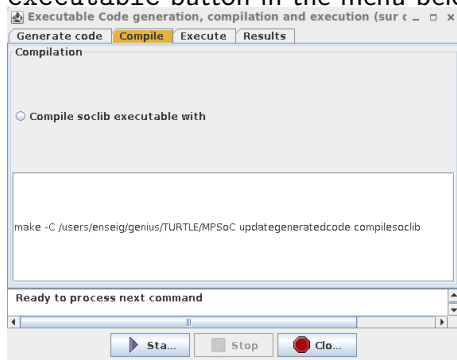 executable button in the menu below
Executable Code generation, compilation and execution (sur
Generate code Compile Execute Results
Compilation
Compile soclib executable with
make -C /users/enseig/genius/TURTLE/MPSoC updategeneratedcode compilesoclib
Ready to process next command
Sta... Stop Clo...